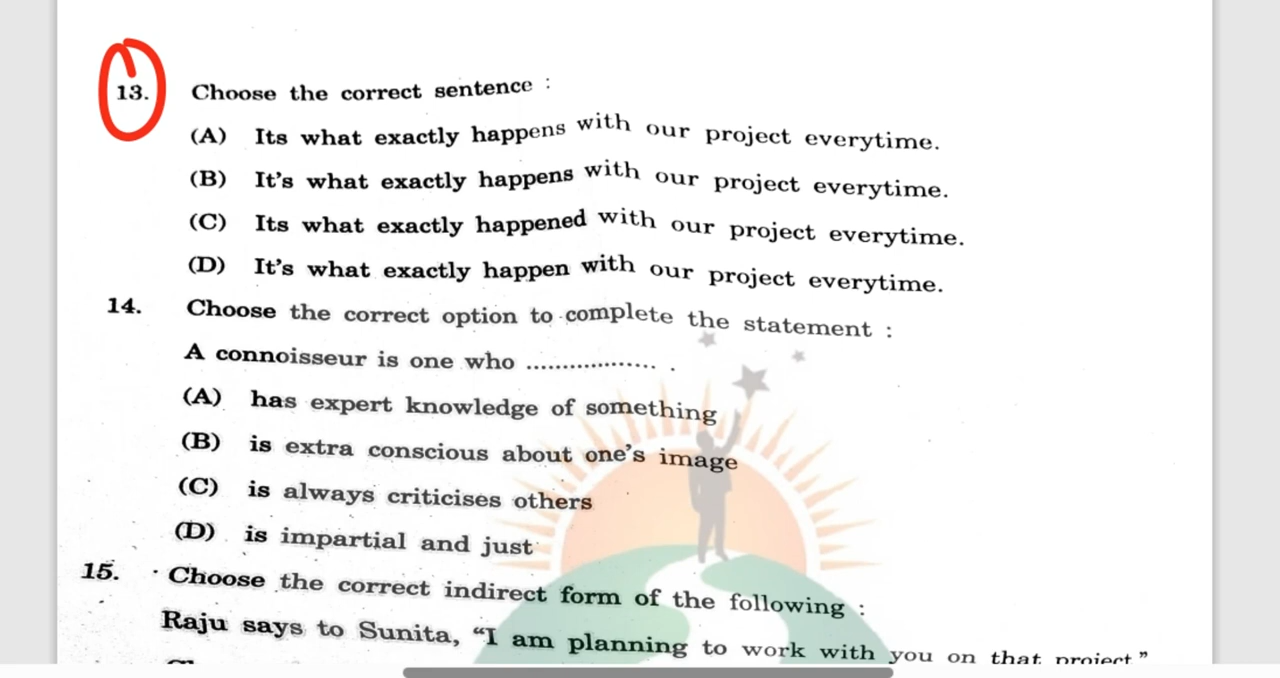 13. Choose the correct sentence :
(A) Its what exactly happens with our project everytime.
(B) It's what exactly happens with our project everytime.
(C) Its what exactly happened with our project everytime.
(D) It's what exactly happen with our project everytime.
14. Choose the correct option to complete the statement :
A connoisseur is one who .................. .
(A) has expert knowledge of something
(B) is extra conscious about one's image
(C) is always criticises others
(D) is impartial and just
15. Choose the correct indirect form of the following :
Raju says to Sunita, “I am planning to work with you on that project”